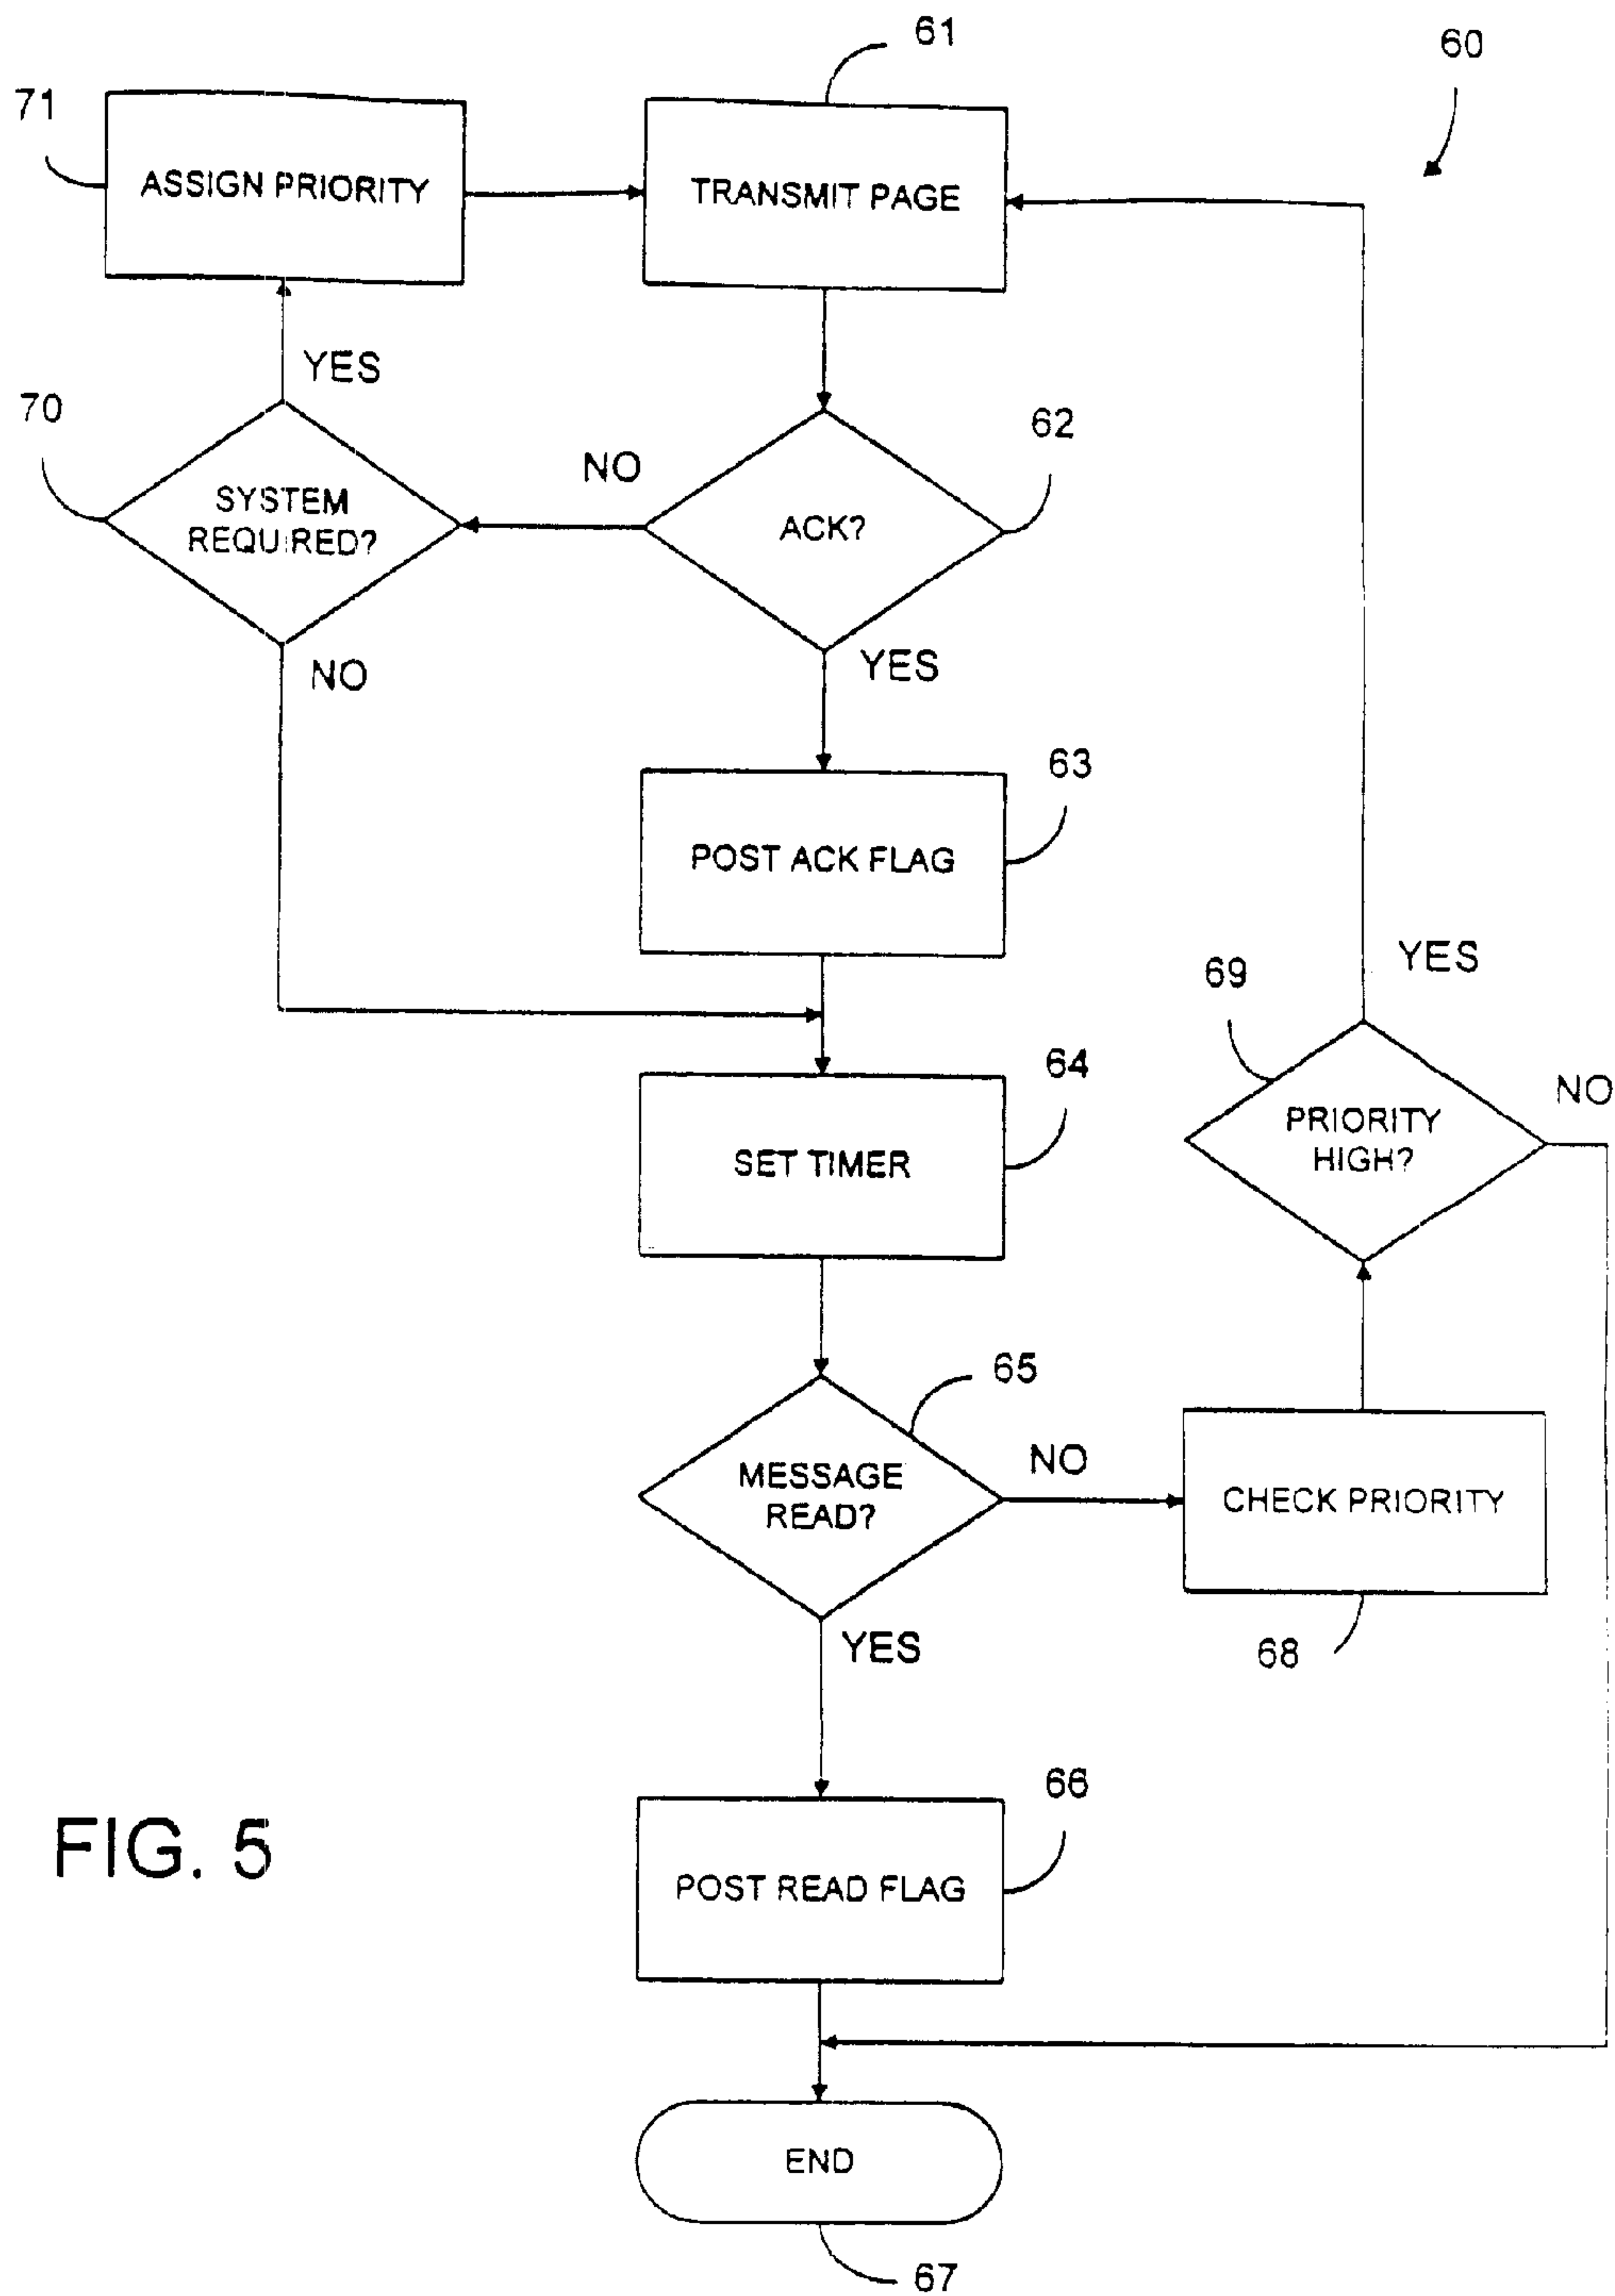 61
60
71
ASSIGN PRIORITY
TRANSMIT PAGE
YES
70
62
NO
SYSTEM
REQUIRED?
ACK?
NO
YES
63
POST ACK FLAG
YES
69
64
NO
PRIORITY
HIGH?
SET TIMER
65
MESSAGE
READ?
NO
CHECK PRIORITY
YES
68
66
FIG. 5
POST READ FLAG
END
67